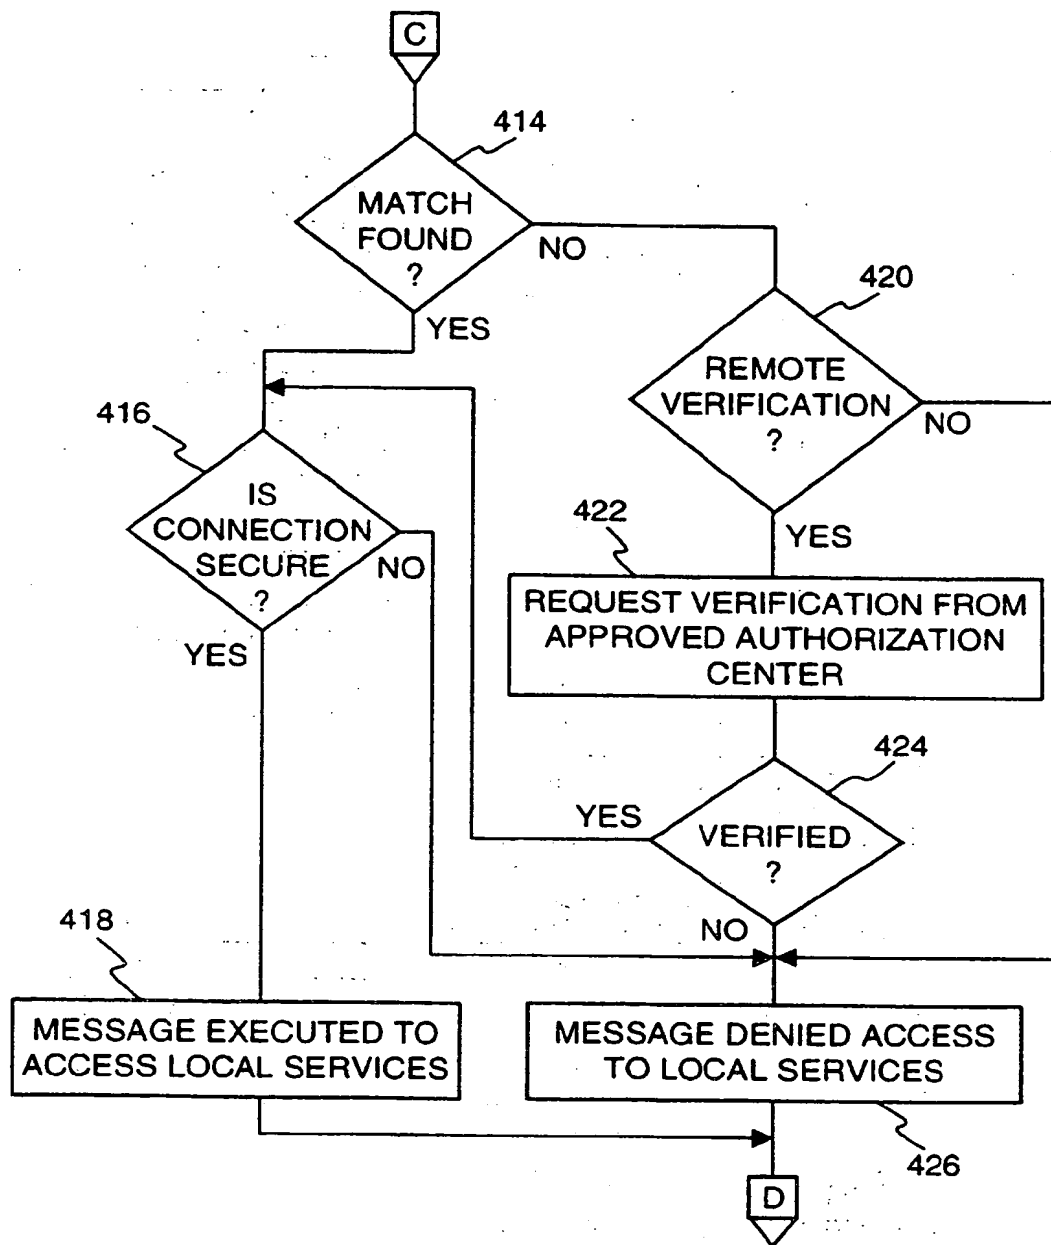 C
414
MATCH
FOUND
?
NO
YES
420
REMOTE
VERIFICATION
?
NO
YES
416
IS
CONNECTION
SECURE
?
NO
YES
422
REQUEST VERIFICATION FROM
APPROVED AUTHORIZATION
CENTER
424
VERIFIED
?
YES
NO
418
MESSAGE EXECUTED TO
ACCESS LOCAL SERVICES
MESSAGE DENIED ACCESS
TO LOCAL SERVICES
426
D